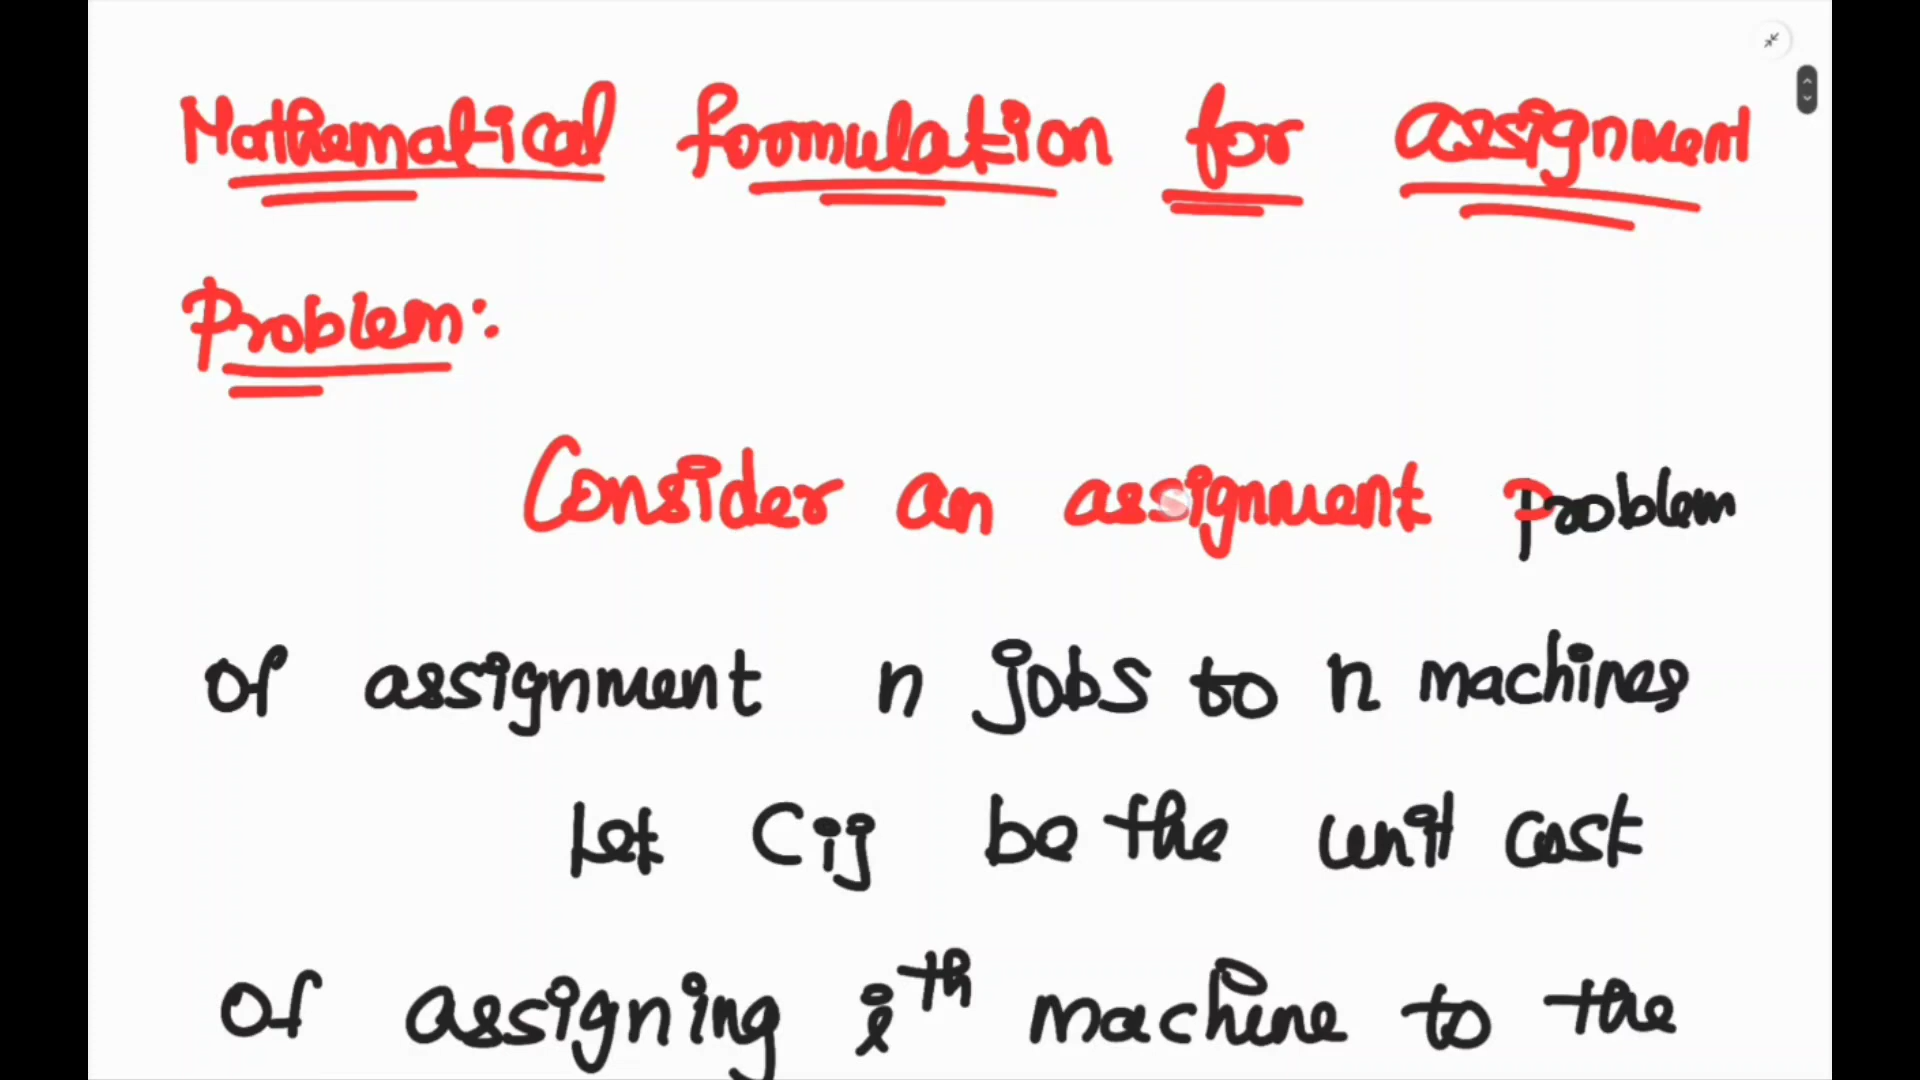 Mathematical formulation for assignment
Problem:
Consider an assignment problem
of assignment n jobs to n machines
Let Cij be the unit cost
of assigning ith machine to the